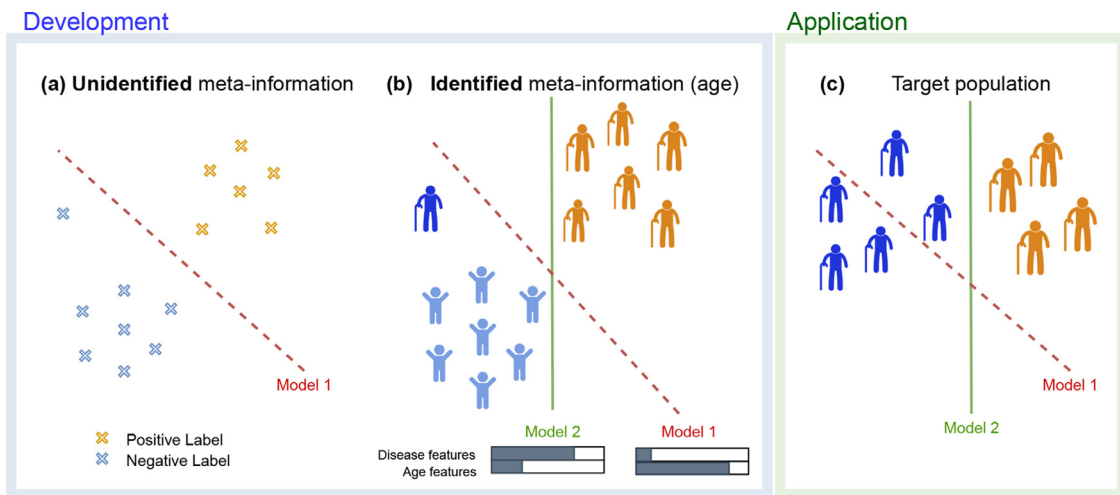 Development
Application
(a) Unidentified meta-information
(b) Identified meta-information (age)
(c) Target population
Model 1
Positive Label
Negative Label
Model 2
Model 1
Disease features
Age features
Model 1
Model 2